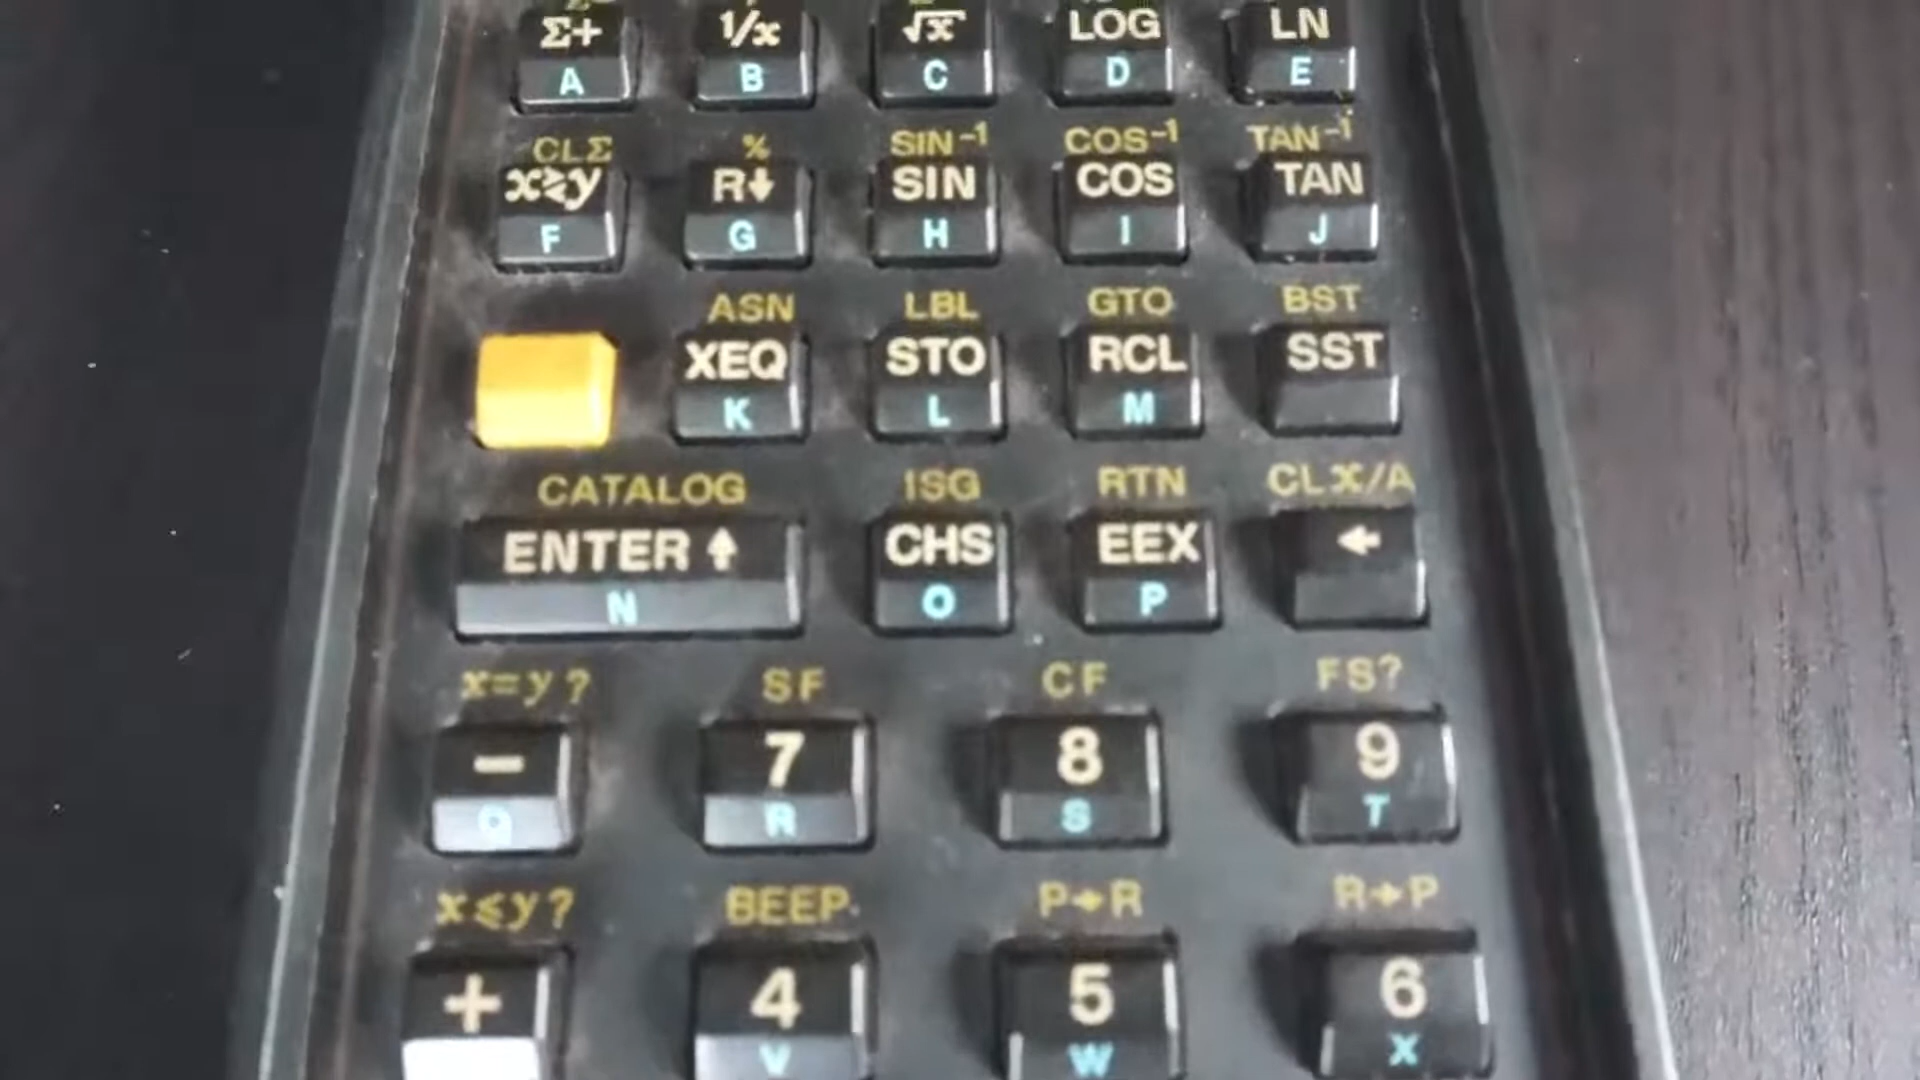 Σ+ 1/x √x LOG LN
A B C D E
CLΣ % SIN⁻¹ COS⁻¹ TAN⁻¹
x≷y R↓ SIN COS TAN
F G H I J
ASN LBL GTO BST
XEQ STO RCL SST
K L M
CATALOG ISG RTN CL x/A
ENTER ↑ CHS EEX ←
N O P
x=y? SF CF FS?
− 7 8 9
Q R S T
x≤y? BEEP P→R R→P
+ 4 5 6
V W X